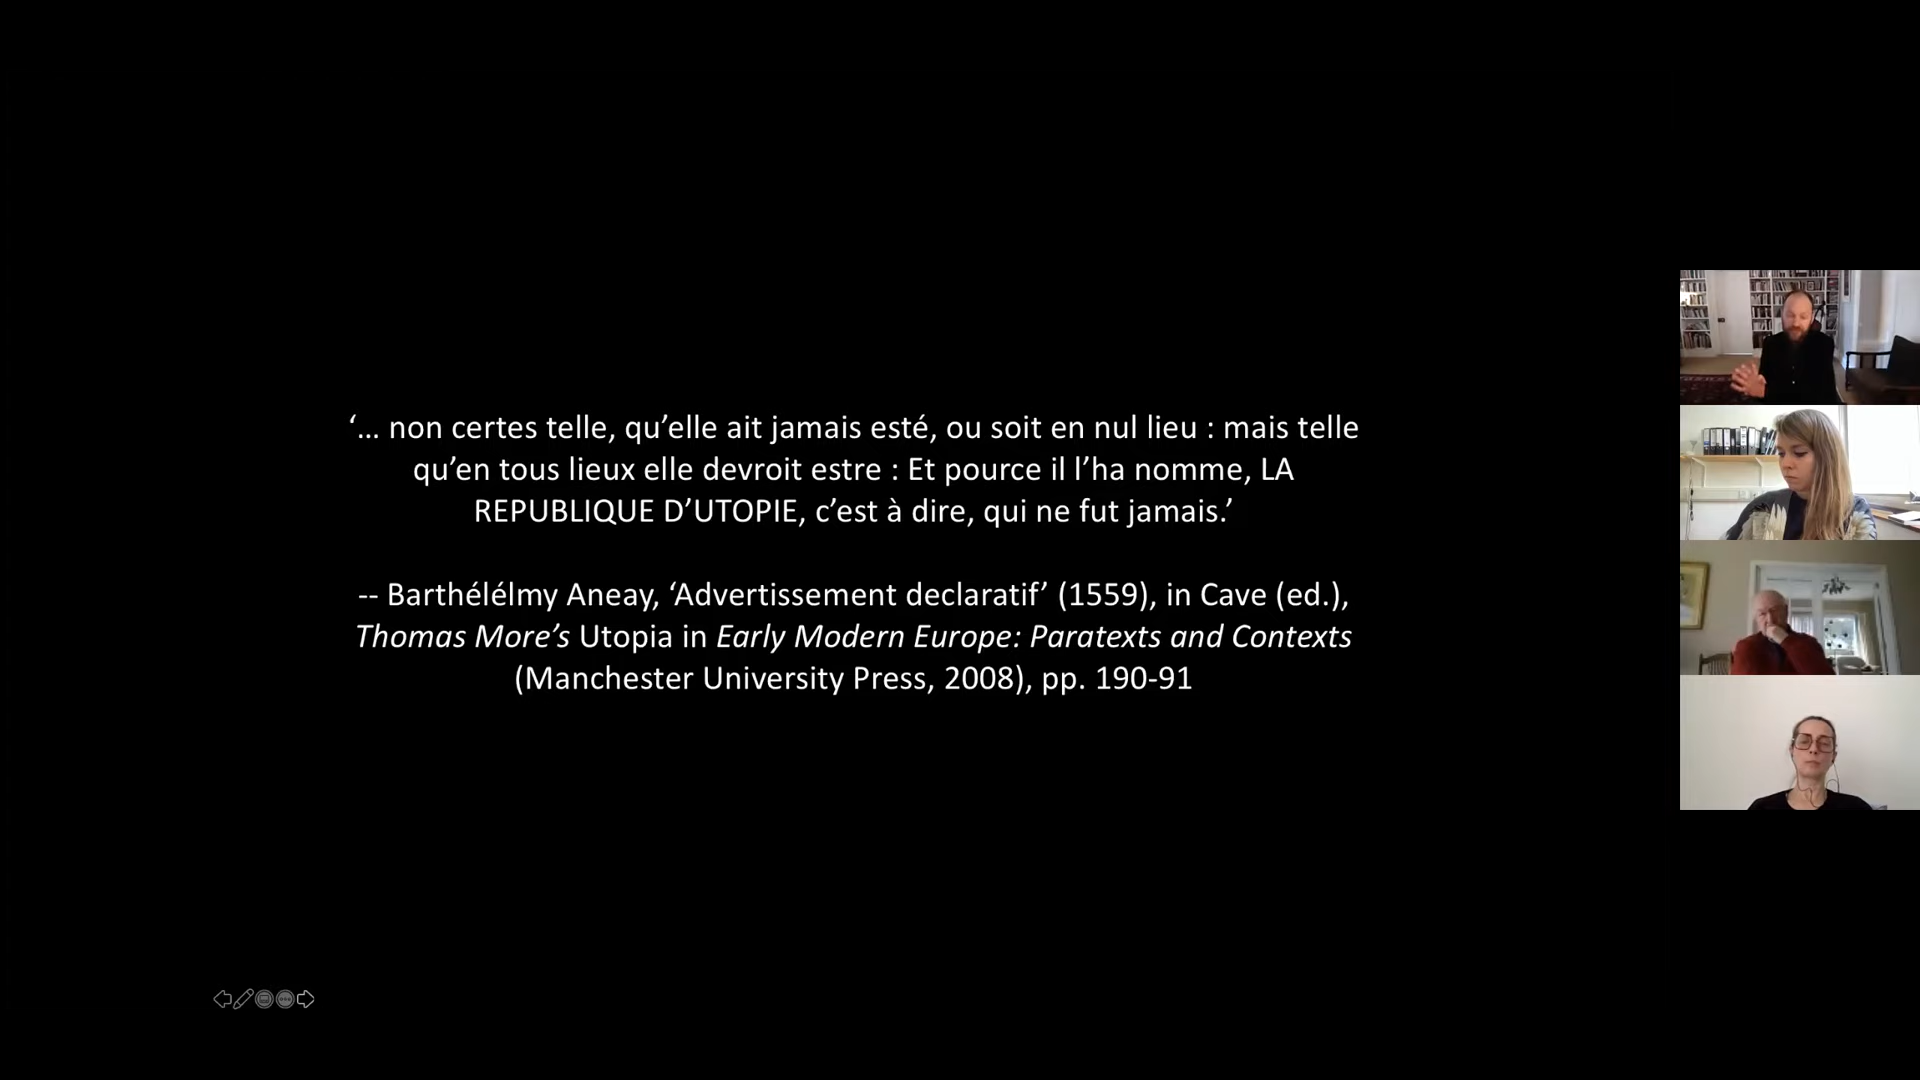 ‘… non certes telle, qu’elle ait jamais esté, ou soit en nul lieu : mais telle
qu’en tous lieux elle devroit estre : Et pource il l’ha nomme, LA
REPUBLIQUE D’UTOPIE, c’est à dire, qui ne fut jamais.’
-- Barthélélmy Aneay, ‘Advertissement declaratif’ (1559), in Cave (ed.),
Thomas More’s Utopia in Early Modern Europe: Paratexts and Contexts
(Manchester University Press, 2008), pp. 190-91